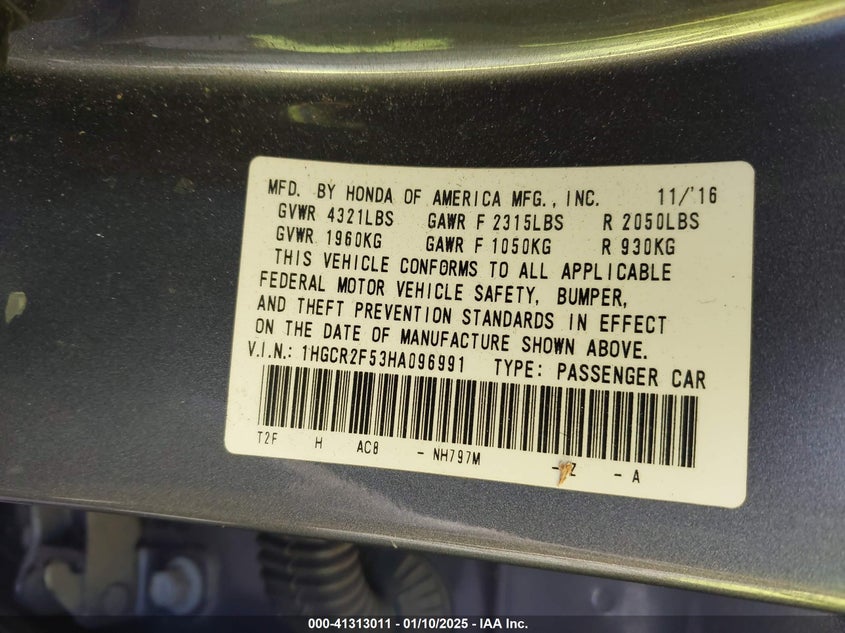 MFD. BY HONDA OF AMERICA MFG., INC. 11/'16
GVWR 4321LBS GAWR F 2315LBS R 2050LBS
GVWR 1960KG GAWR F 1050KG R 930KG
THIS VEHICLE CONFORMS TO ALL APPLICABLE
FEDERAL MOTOR VEHICLE SAFETY, BUMPER,
AND THEFT PREVENTION STANDARDS IN EFFECT
ON THE DATE OF MANUFACTURE SHOWN ABOVE.
V.I.N.: 1HGCR2F53HA096991 TYPE: PASSENGER CAR
T2F H AC8 - NH797M - Z - A
000-41313011 - 01/10/2025 - IAA Inc.